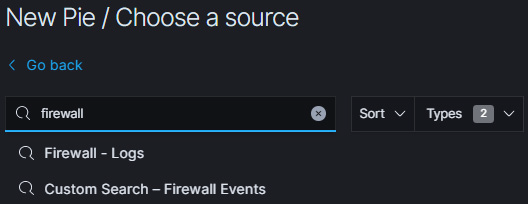 New Pie / Choose a source
Go back
firewall
Sort
Types 2
Firewall - Logs
Custom Search – Firewall Events